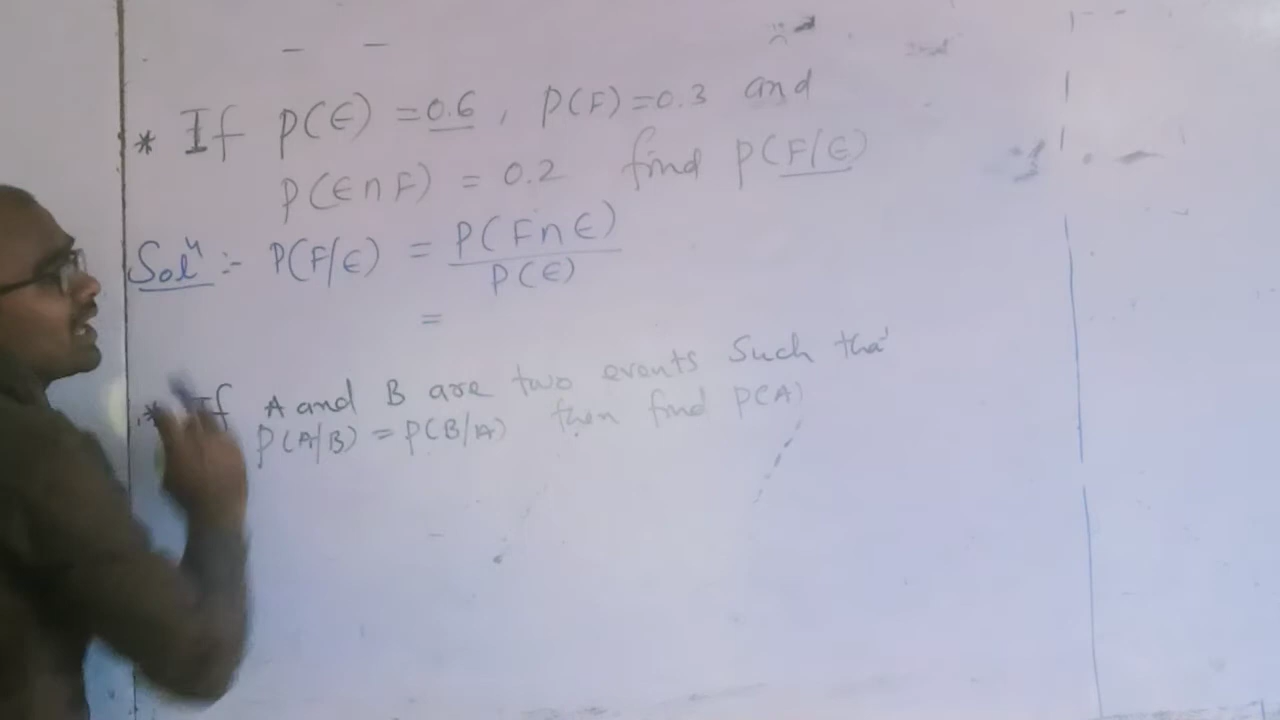 * If P(E) = 0.6, P(F) = 0.3 and
P(E∩F) = 0.2 find P(F/E)
Solⁿ :- P(F/E) = P(F∩E)
P(E)
=
* If A and B are two events such that
P(A/B) = P(B/A) then find P(A)